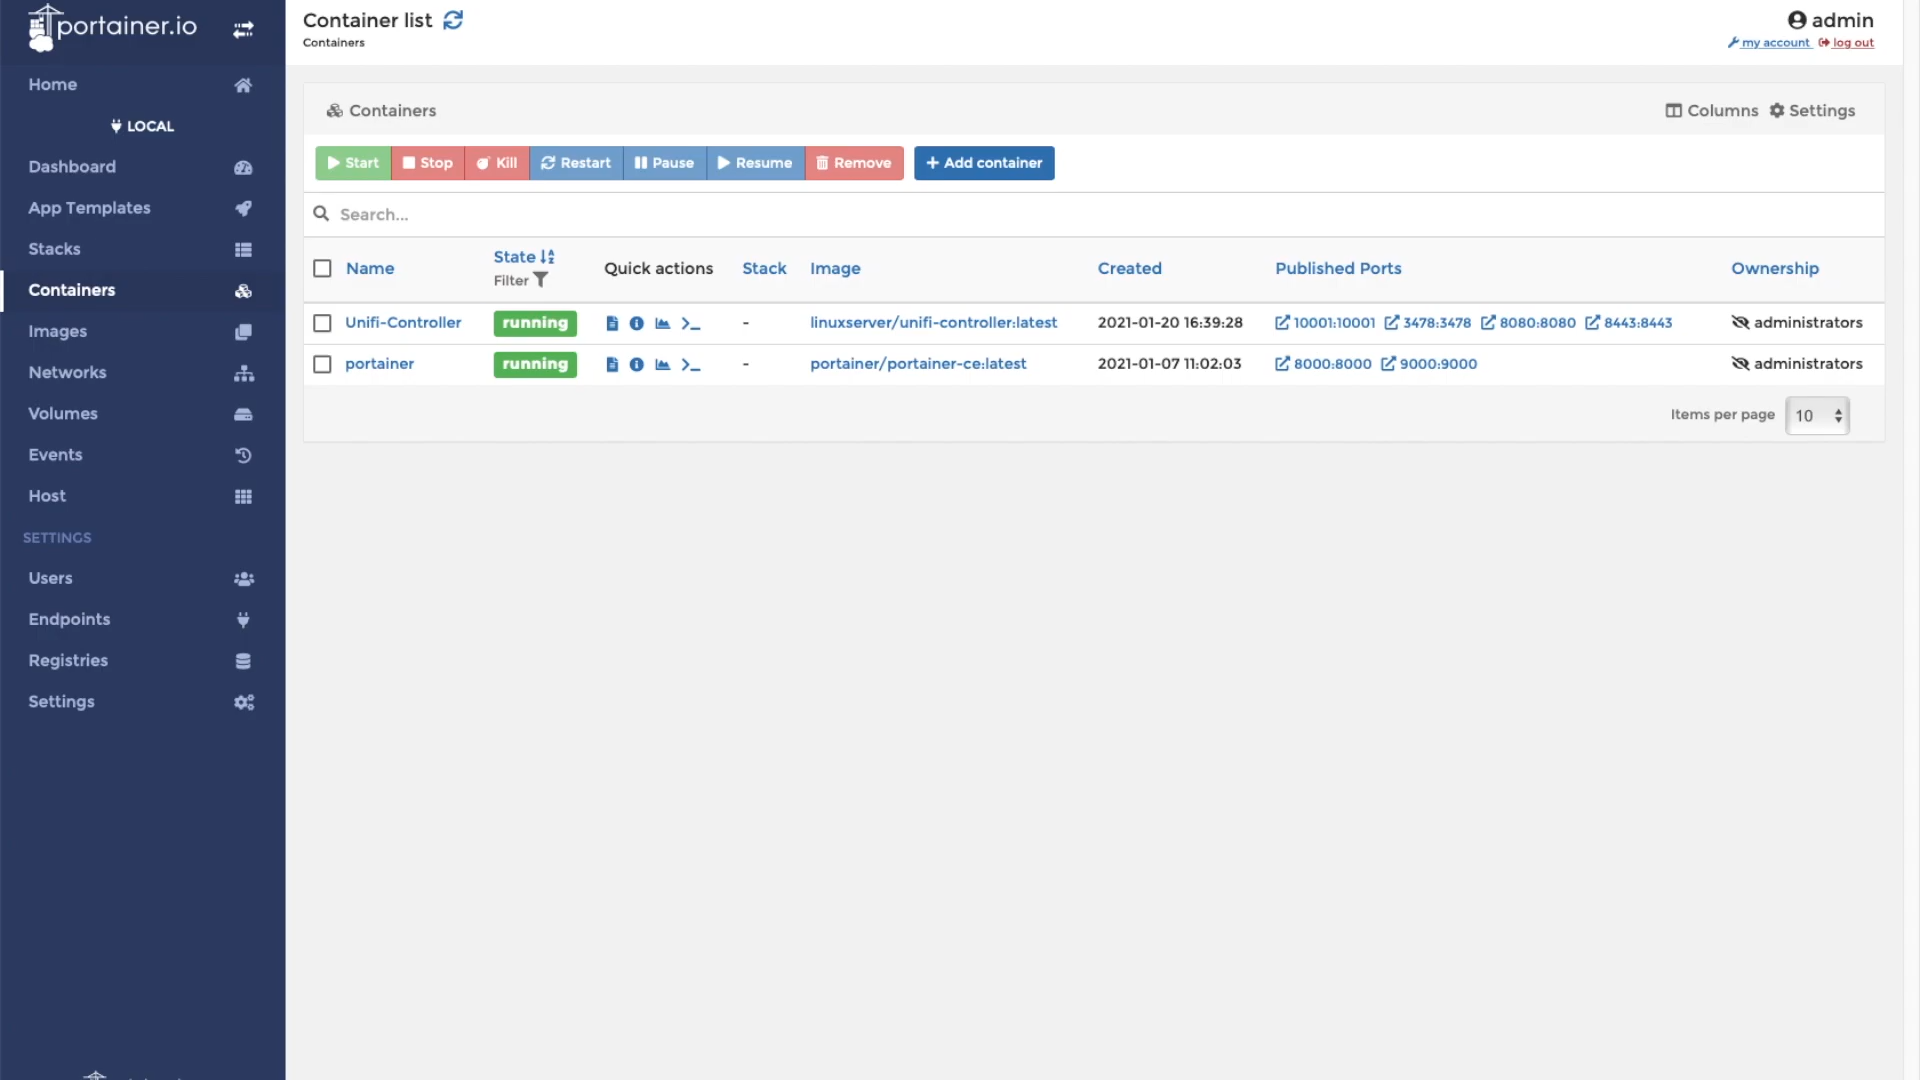 portainer.io
Home
LOCAL
Dashboard
App Templates
Stacks
Containers
Images
Networks
Volumes
Events
Host
SETTINGS
Users
Endpoints
Registries
Settings
Container list
Containers
admin
my account log out
Containers
Columns Settings
Start Stop Kill Restart Pause Resume Remove + Add container
Search...
Name State Filter Quick actions Stack Image Created Published Ports Ownership
Unifi-Controller running - linuxserver/unifi-controller:latest 2021-01-20 16:39:28 10001:10001 3478:3478 8080:8080 8443:8443 administrators
portainer running - portainer/portainer-ce:latest 2021-01-07 11:02:03 8000:8000 9000:9000 administrators
Items per page 10